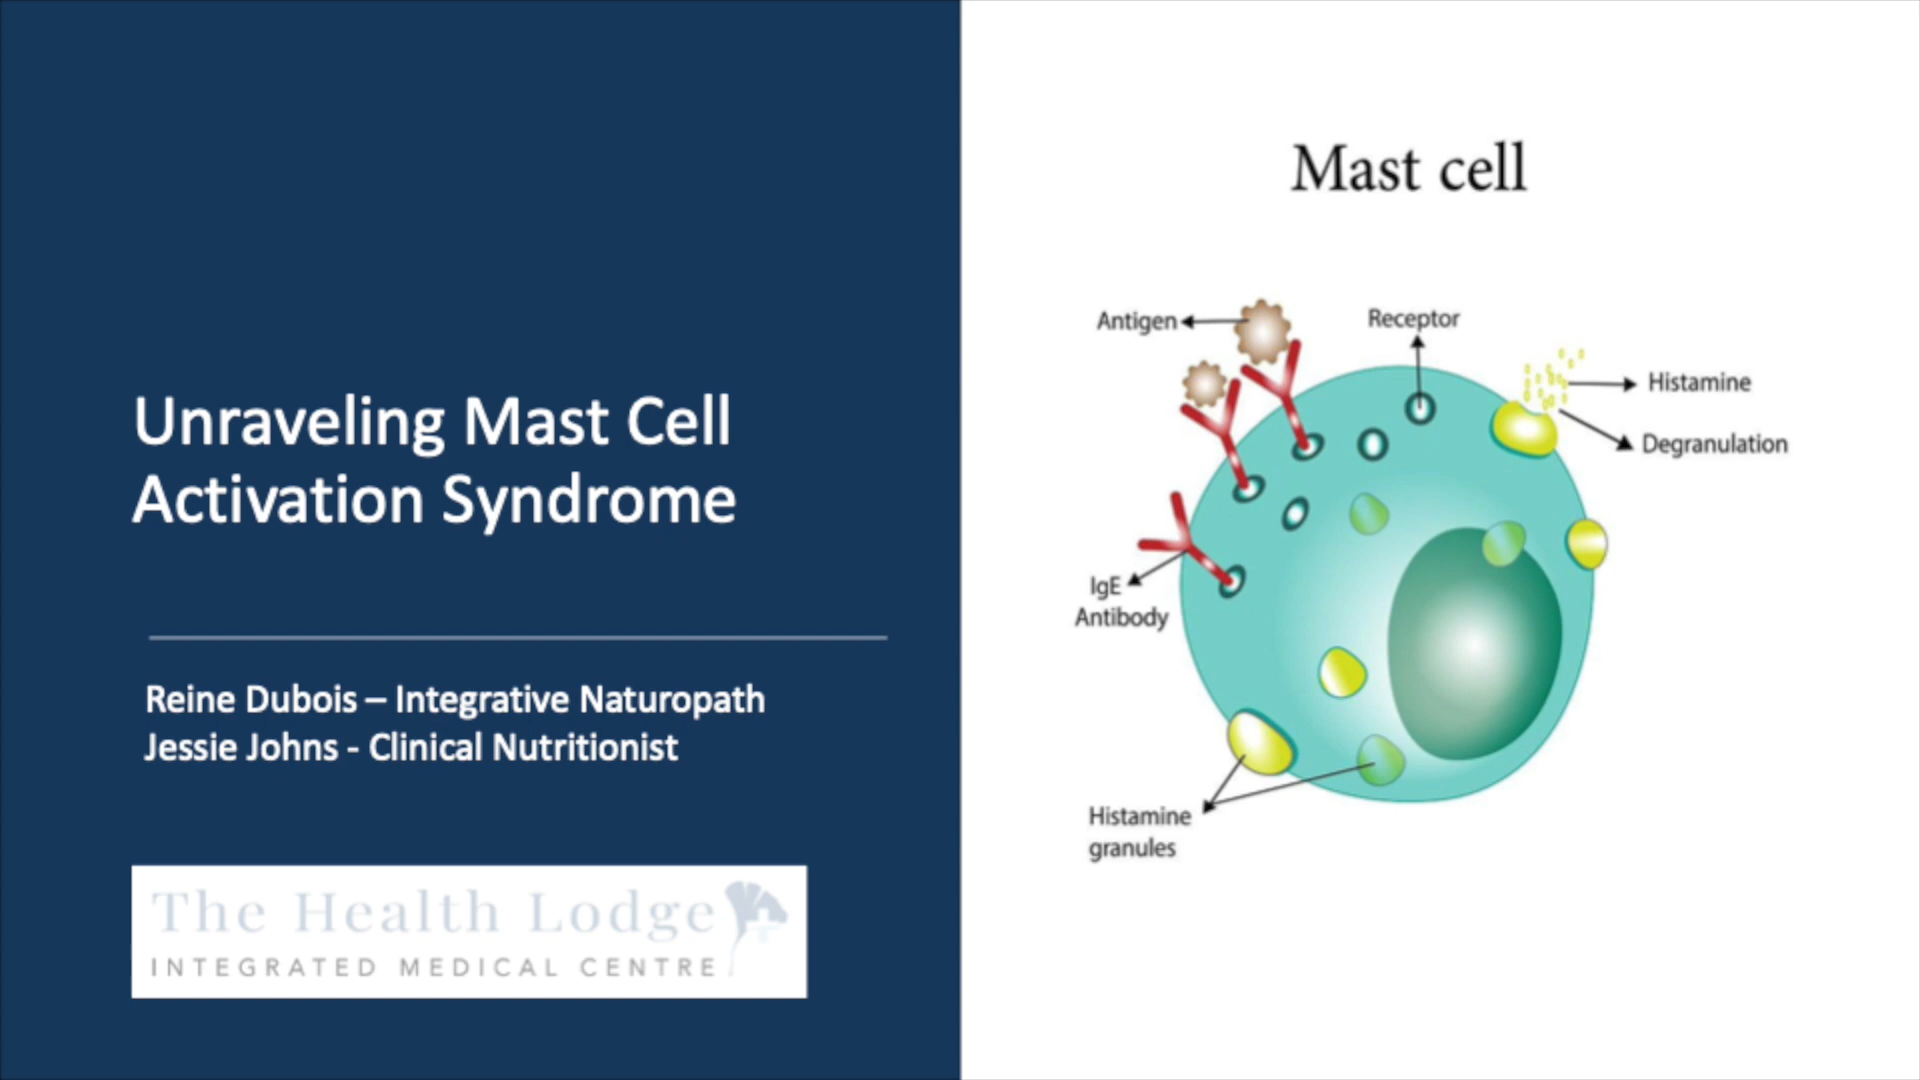 Unraveling Mast Cell
Activation Syndrome
Reine Dubois – Integrative Naturopath
Jessie Johns - Clinical Nutritionist
The Health Lodge
INTEGRATED MEDICAL CENTRE
Mast cell
Antigen
Receptor
Histamine
Degranulation
IgE
Antibody
Histamine
granules